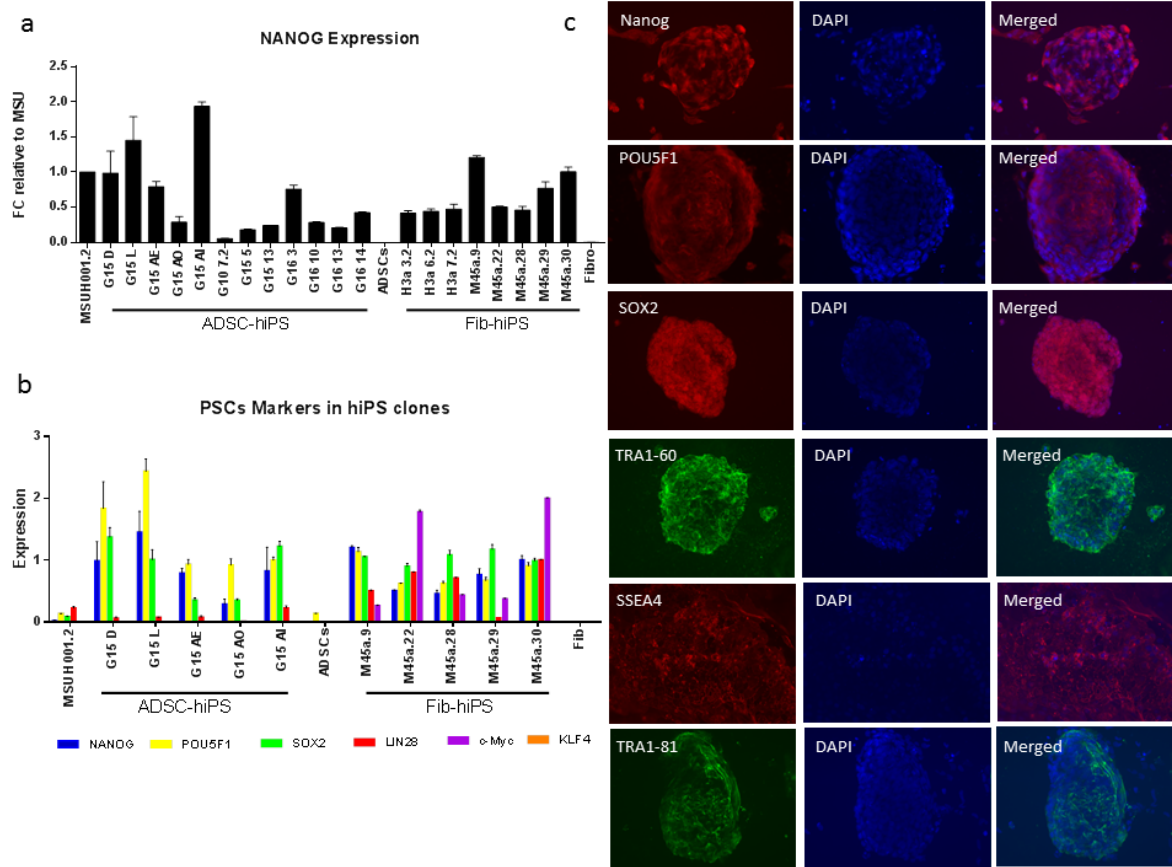 a
NANOG Expression
FC relative to MSU
2.5
2.0
1.5
1.0
0.5
0.0
MSUH001.2
G15 D
G15 L
G15 AE
G15 AO
G15 AI
G10 7.2
G15 5
G15 13
G16 3
G16 10
G16 13
G16 14
ADSCs
H3a 3.2
H3a 6.2
H3a 7.2
M45a.9
M45a.22
M45a.28
M45a.29
M45a.30
Fibro
ADSC-hiPS
Fib-hiPS
b
PSCs Markers in hiPS clones
Expression
3
2
1
0
MSUH001.2
G15 D
G15 L
G15 AE
G15 AO
G15 AI
ADSCs
M45a.9
M45a.22
M45a.28
M45a.29
M45a.30
Fib
ADSC-hiPS
Fib-hiPS
NANOG
POU5F1
SOX2
LIN28
c-Myc
KLF4
c
Nanog
DAPI
Merged
POU5F1
DAPI
Merged
SOX2
DAPI
Merged
TRA1-60
DAPI
Merged
SSEA4
DAPI
Merged
TRA1-81
DAPI
Merged